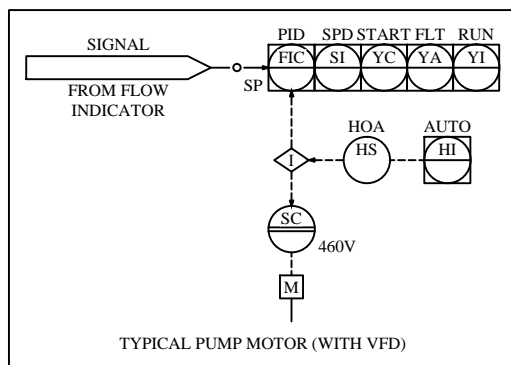 PID SPD START FLT RUN
SIGNAL
FIC SI YC YA YI
SP
FROM FLOW
INDICATOR
HOA AUTO
I HS HI
SC
460V
M
TYPICAL PUMP MOTOR (WITH VFD)